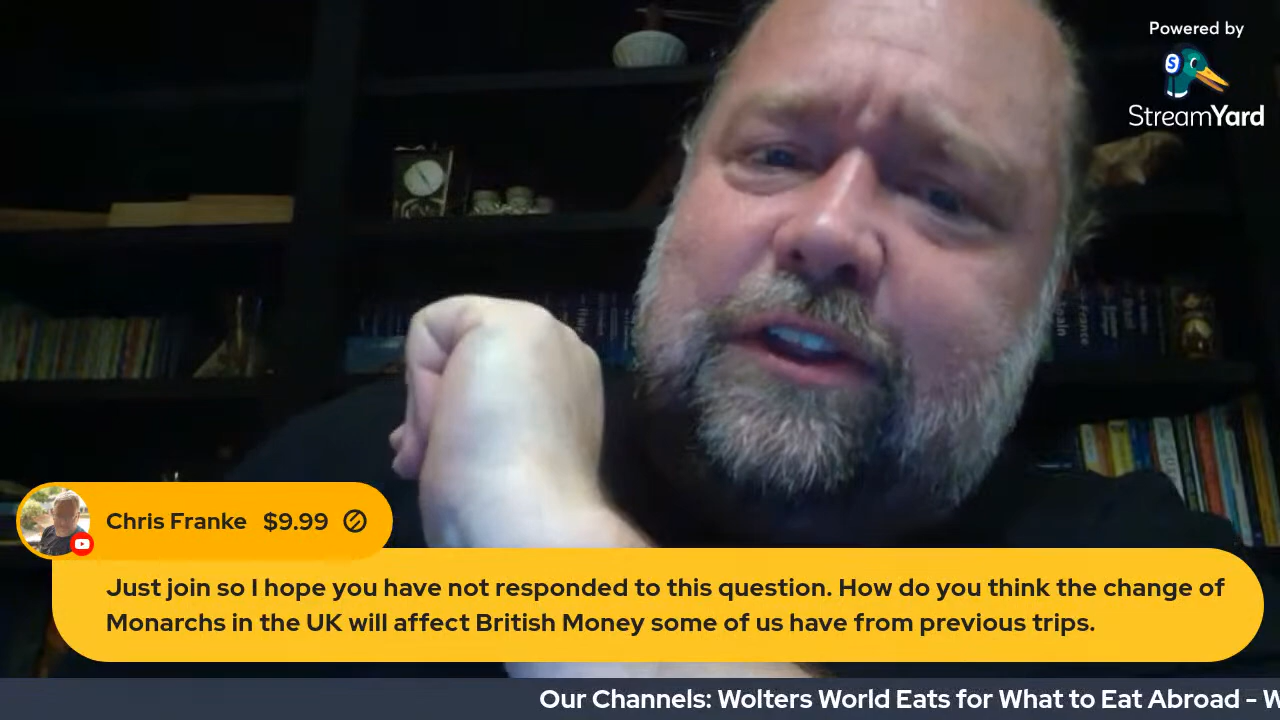 Powered by
S
StreamYard
France
Spain
Chris Franke $9.99
Just join so I hope you have not responded to this question. How do you think the change of
Monarchs in the UK will affect British Money some of us have from previous trips.
Our Channels: Wolters World Eats for What to Eat Abroad - W